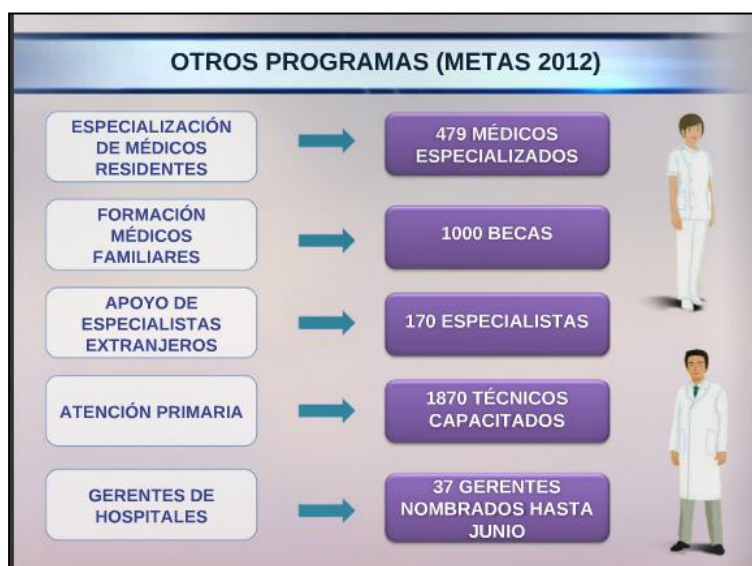 OTROS PROGRAMAS (METAS 2012)
ESPECIALIZACIÓN
DE MÉDICOS
RESIDENTES
479 MÉDICOS
ESPECIALIZADOS
FORMACIÓN
MÉDICOS
FAMILIARES
1000 BECAS
APOYO DE
ESPECIALISTAS
EXTRANJEROS
170 ESPECIALISTAS
ATENCIÓN PRIMARIA
1870 TÉCNICOS
CAPACITADOS
GERENTES DE
HOSPITALES
37 GERENTES
NOMBRADOS HASTA
JUNIO